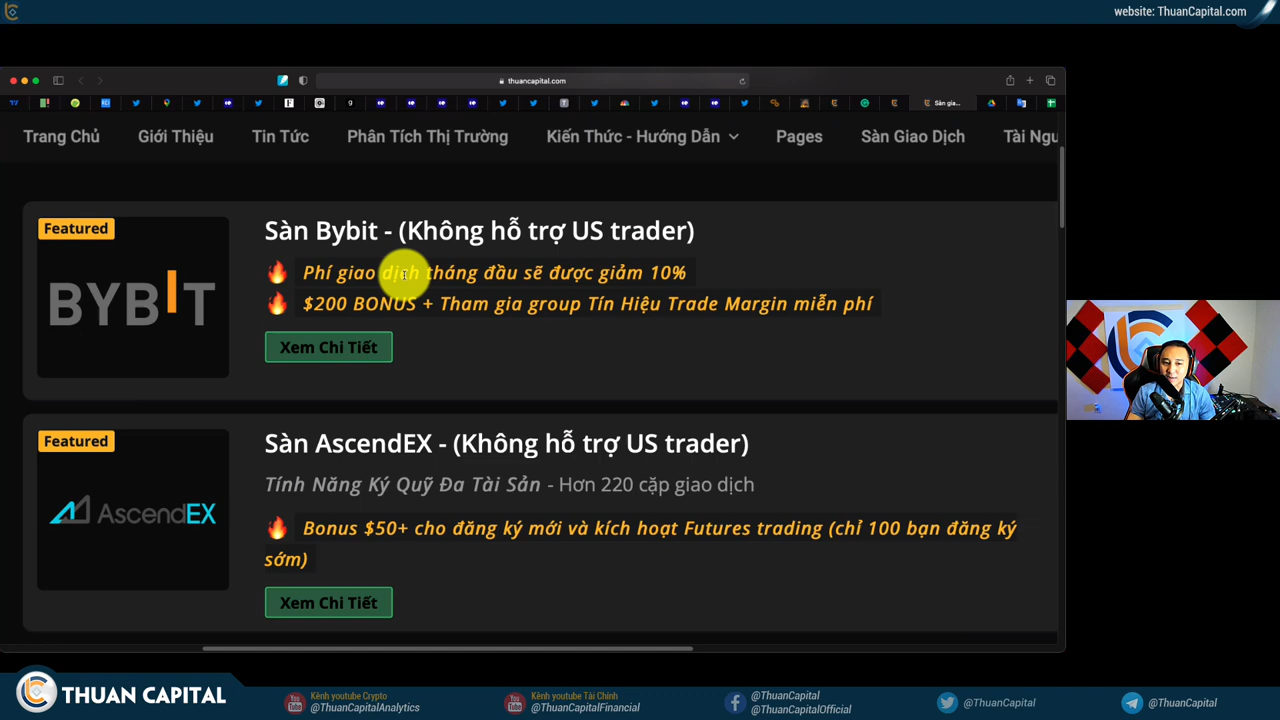 website: ThuanCapital.com
thuancapital.com
Sàn gia...
Trang Chủ
Giới Thiệu
Tin Tức
Phân Tích Thị Trường
Kiến Thức - Hướng Dẫn
Pages
Sàn Giao Dịch
Tài Ngu
Featured
BYBIT
Sàn Bybit - (Không hỗ trợ US trader)
Phí giao dịch tháng đầu sẽ được giảm 10%
$200 BONUS + Tham gia group Tín Hiệu Trade Margin miễn phí
Xem Chi Tiết
Featured
AscendEX
Sàn AscendEX - (Không hỗ trợ US trader)
Tính Năng Ký Quỹ Đa Tài Sản - Hơn 220 cặp giao dịch
Bonus $50+ cho đăng ký mới và kích hoạt Futures trading (chỉ 100 bạn đăng ký
sớm)
Xem Chi Tiết
THUAN CAPITAL
Kênh youtube Crypto
@ThuanCapitalAnalytics
Kênh youtube Tài Chính
@ThuanCapitalFinancial
@ThuanCapital
@ThuanCapitalOfficial
@ThuanCapital
@ThuanCapital